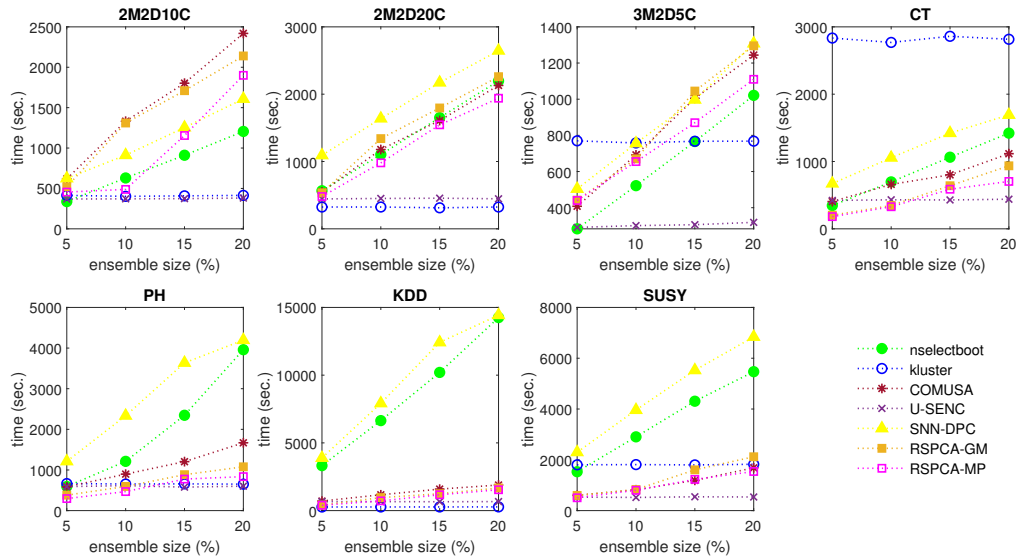 2M2D10C
2500
2000
1500
1000
500
0
5 10 15 20
time (sec.)
ensemble size (%)
2M2D20C
3000
2000
1000
0
5 10 15 20
time (sec.)
ensemble size (%)
3M2D5C
1400
1200
1000
800
600
400
5 10 15 20
time (sec.)
ensemble size (%)
CT
3000
2000
1000
0
5 10 15 20
time (sec.)
ensemble size (%)
PH
5000
4000
3000
2000
1000
0
5 10 15 20
time (sec.)
ensemble size (%)
KDD
15000
10000
5000
0
5 10 15 20
time (sec.)
ensemble size (%)
SUSY
8000
6000
4000
2000
0
5 10 15 20
time (sec.)
ensemble size (%)
nselectboot
kluster
COMUSA
U-SENC
SNN-DPC
RSPCA-GM
RSPCA-MP